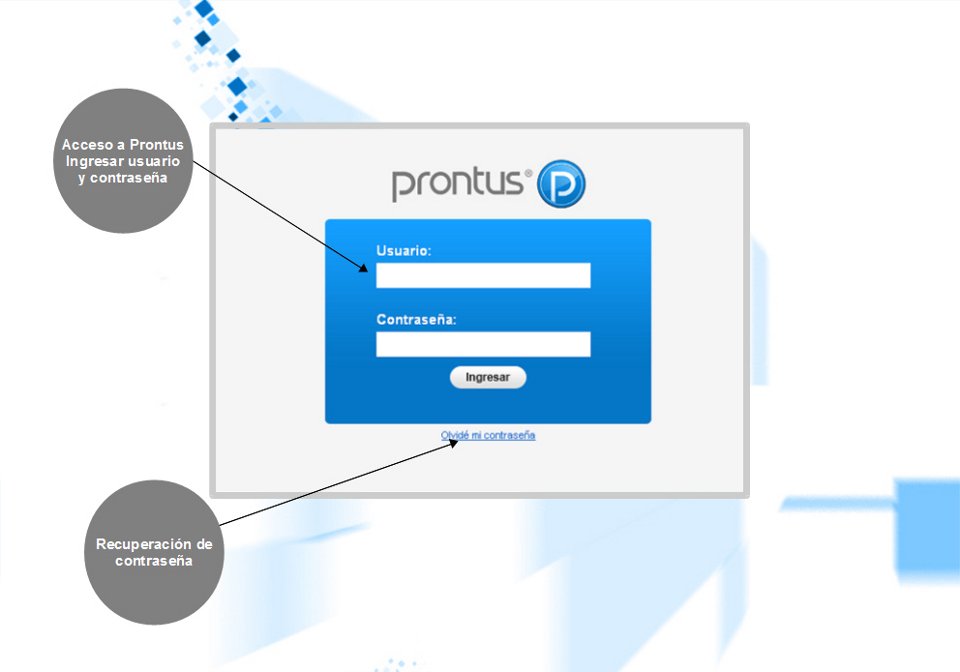 Acceso a Prontus
Ingresar usuario
y contraseña
prontus® P
Usuario:
Contraseña:
Ingresar
Olvidé mi contraseña
Recuperación de
contraseña